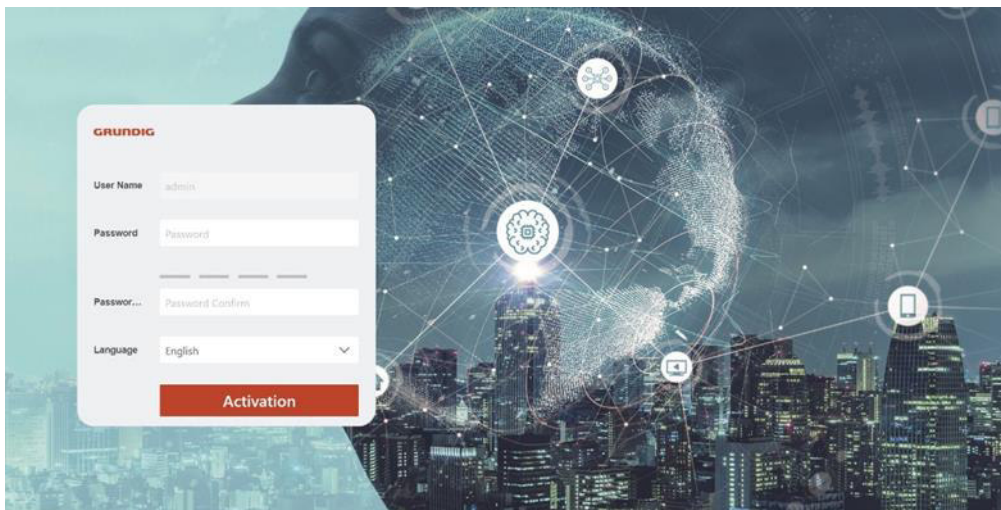 GRUNDIG
User Name admin
Password Password
Passwor... Password Confirm
Language English
Activation